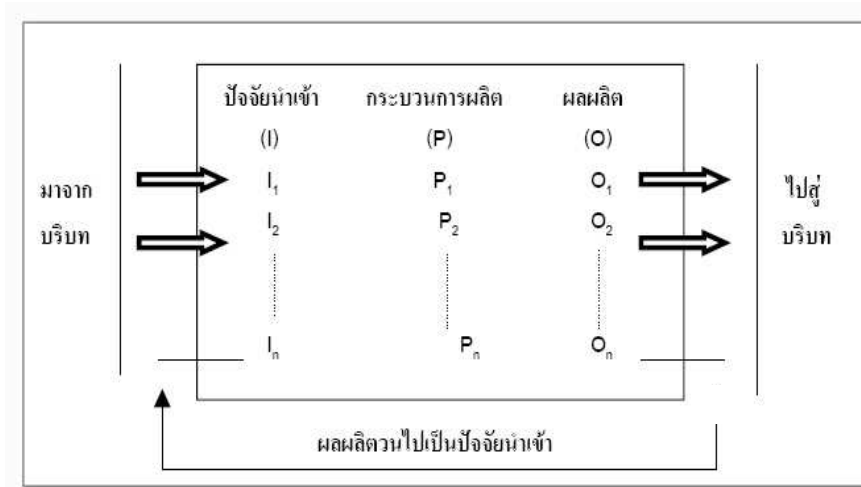 ปัจจัยนำเข้า กระบวนการผลิต ผลผลิต
(I) (P) (O)
มาจาก I₁ P₁ O₁ ไปสู่
บริบท I₂ P₂ O₂ บริบท
Iₙ Pₙ Oₙ
ผลผลิตวนไปเป็นปัจจัยนำเข้า